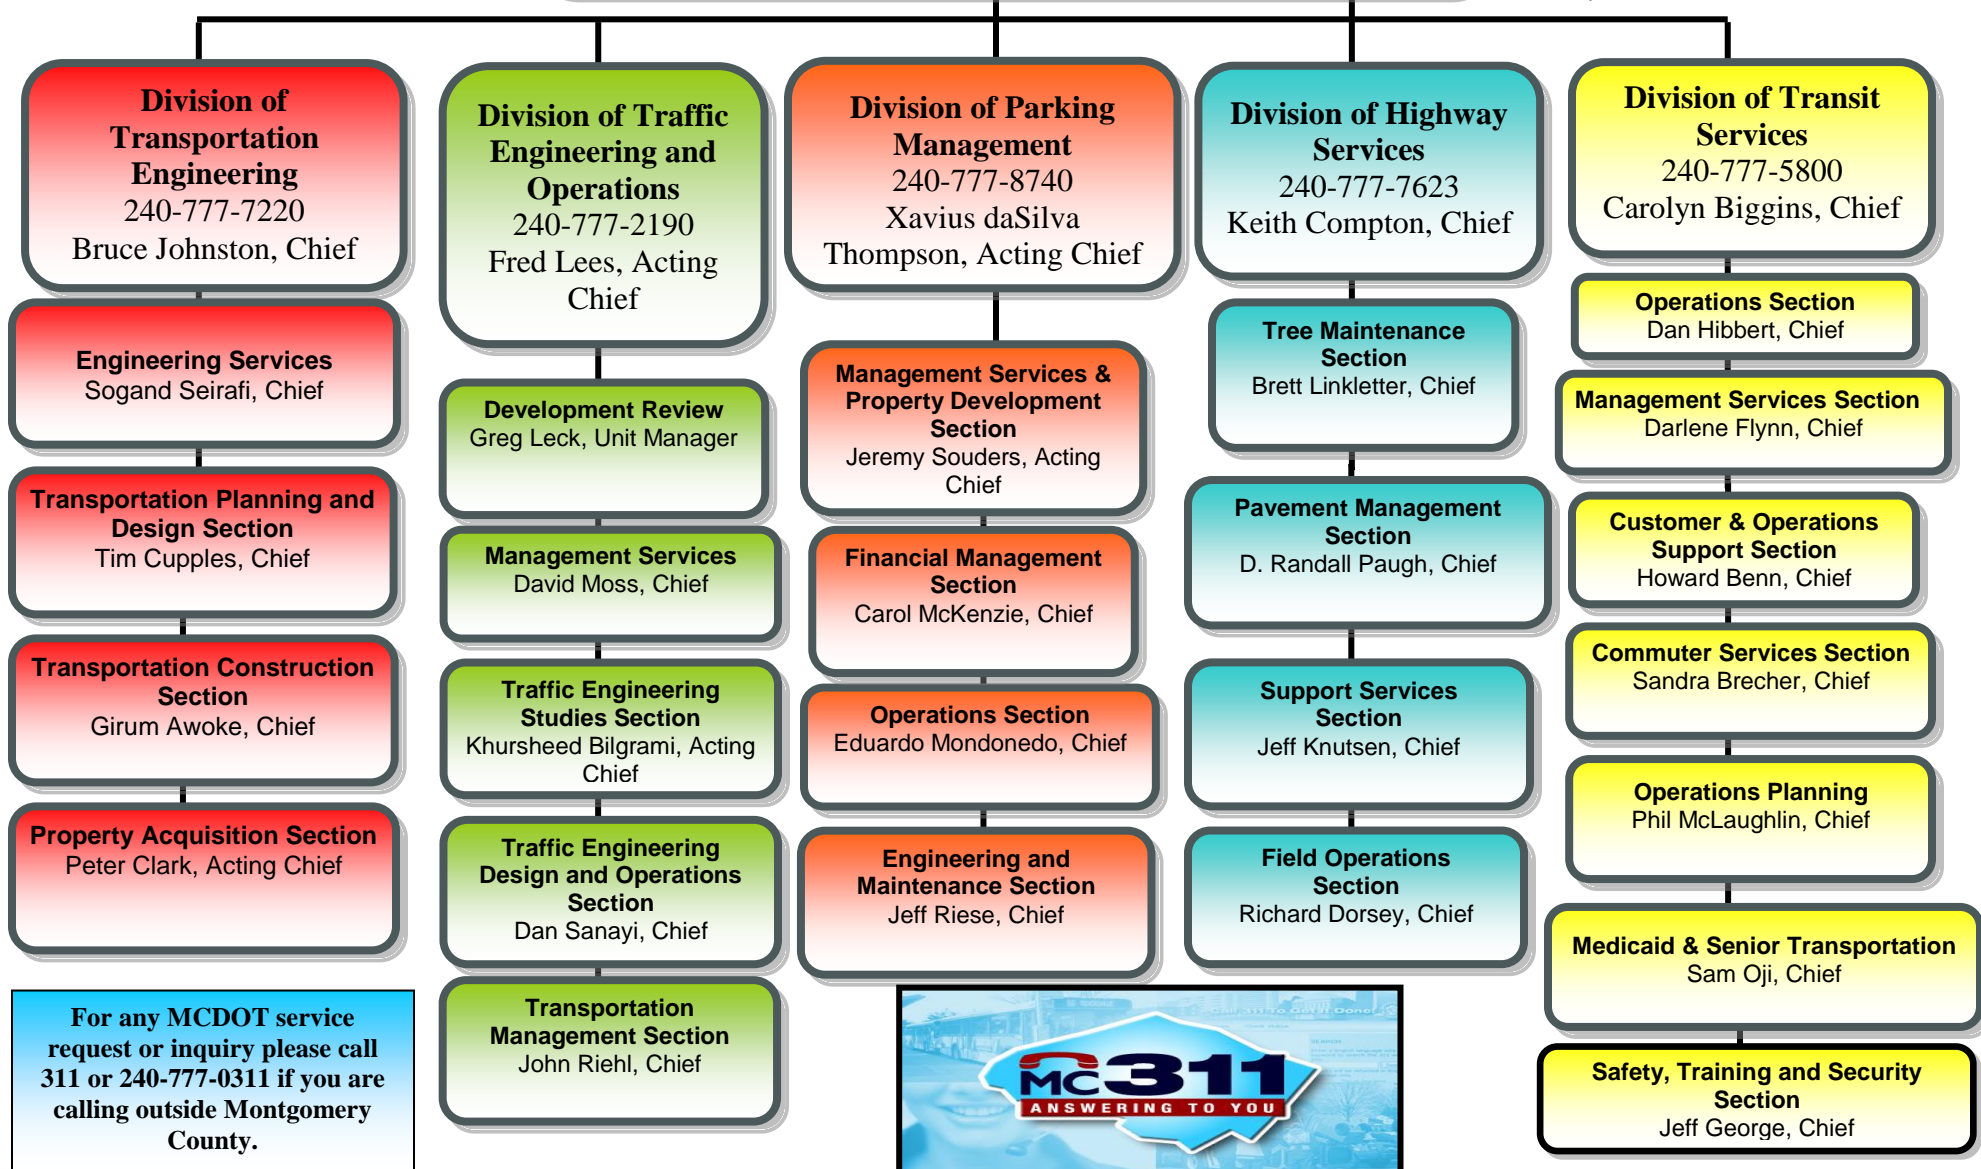 Division of
Transportation
Engineering
240-777-7220
Bruce Johnston, Chief
Engineering Services
Sogand Seirafi, Chief
Transportation Planning and
Design Section
Tim Cupples, Chief
Transportation Construction
Section
Girum Awoke, Chief
Property Acquisition Section
Peter Clark, Acting Chief
Division of Traffic
Engineering and
Operations
240-777-2190
Fred Lees, Acting
Chief
Development Review
Greg Leck, Unit Manager
Management Services
David Moss, Chief
Traffic Engineering
Studies Section
Khursheed Bilgrami, Acting
Chief
Traffic Engineering
Design and Operations
Section
Dan Sanayi, Chief
Transportation
Management Section
John Riehl, Chief
Division of Parking
Management
240-777-8740
Xavius daSilva
Thompson, Acting Chief
Management Services &
Property Development
Section
Jeremy Souders, Acting
Chief
Financial Management
Section
Carol McKenzie, Chief
Operations Section
Eduardo Mondonedo, Chief
Engineering and
Maintenance Section
Jeff Riese, Chief
Division of Highway
Services
240-777-7623
Keith Compton, Chief
Tree Maintenance
Section
Brett Linkletter, Chief
Pavement Management
Section
D. Randall Paugh, Chief
Support Services
Section
Jeff Knutsen, Chief
Field Operations
Section
Richard Dorsey, Chief
Division of Transit
Services
240-777-5800
Carolyn Biggins, Chief
Operations Section
Dan Hibbert, Chief
Management Services Section
Darlene Flynn, Chief
Customer & Operations
Support Section
Howard Benn, Chief
Commuter Services Section
Sandra Brecher, Chief
Operations Planning
Phil McLaughlin, Chief
Medicaid & Senior Transportation
Sam Oji, Chief
Safety, Training and Security
Section
Jeff George, Chief
For any MCDOT service
request or inquiry please call
311 or 240-777-0311 if you are
calling outside Montgomery
County.
MC311
ANSWERING TO YOU